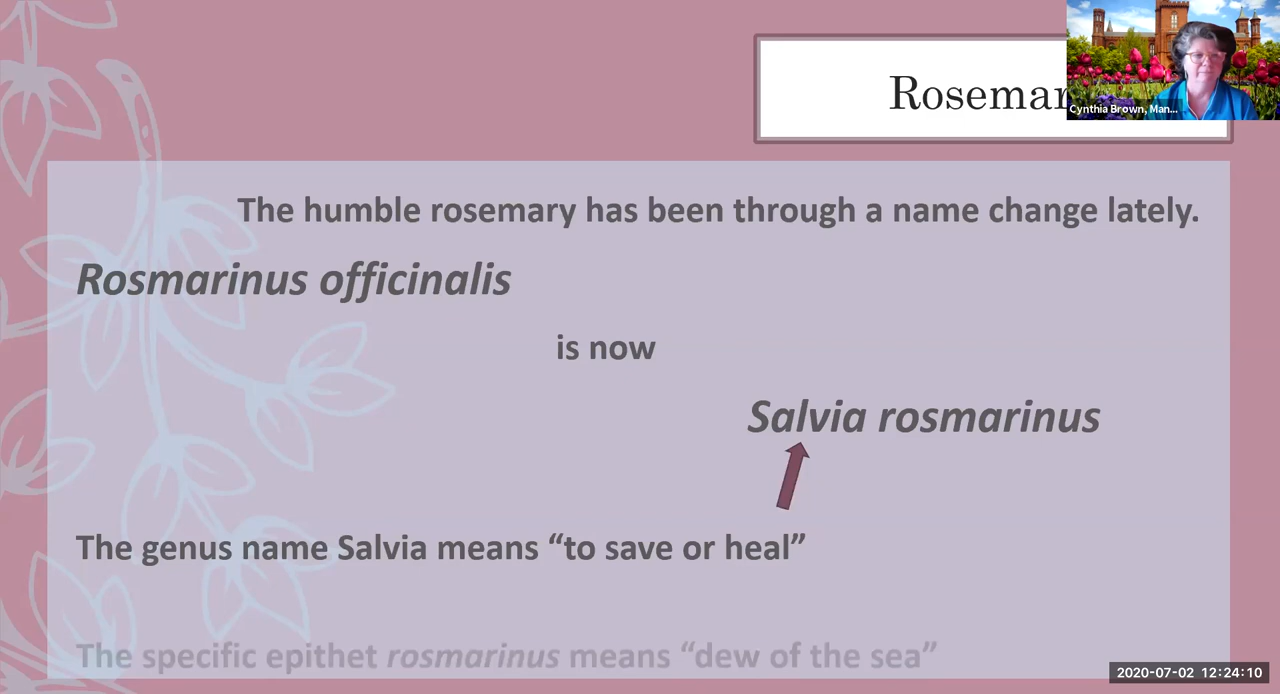 Rosemar
Cynthia Brown, Man...
The humble rosemary has been through a name change lately.
Rosmarinus officinalis
is now
Salvia rosmarinus
The genus name Salvia means “to save or heal”
The specific epithet rosmarinus means “dew of the sea”
2020-07-02 12:24:10